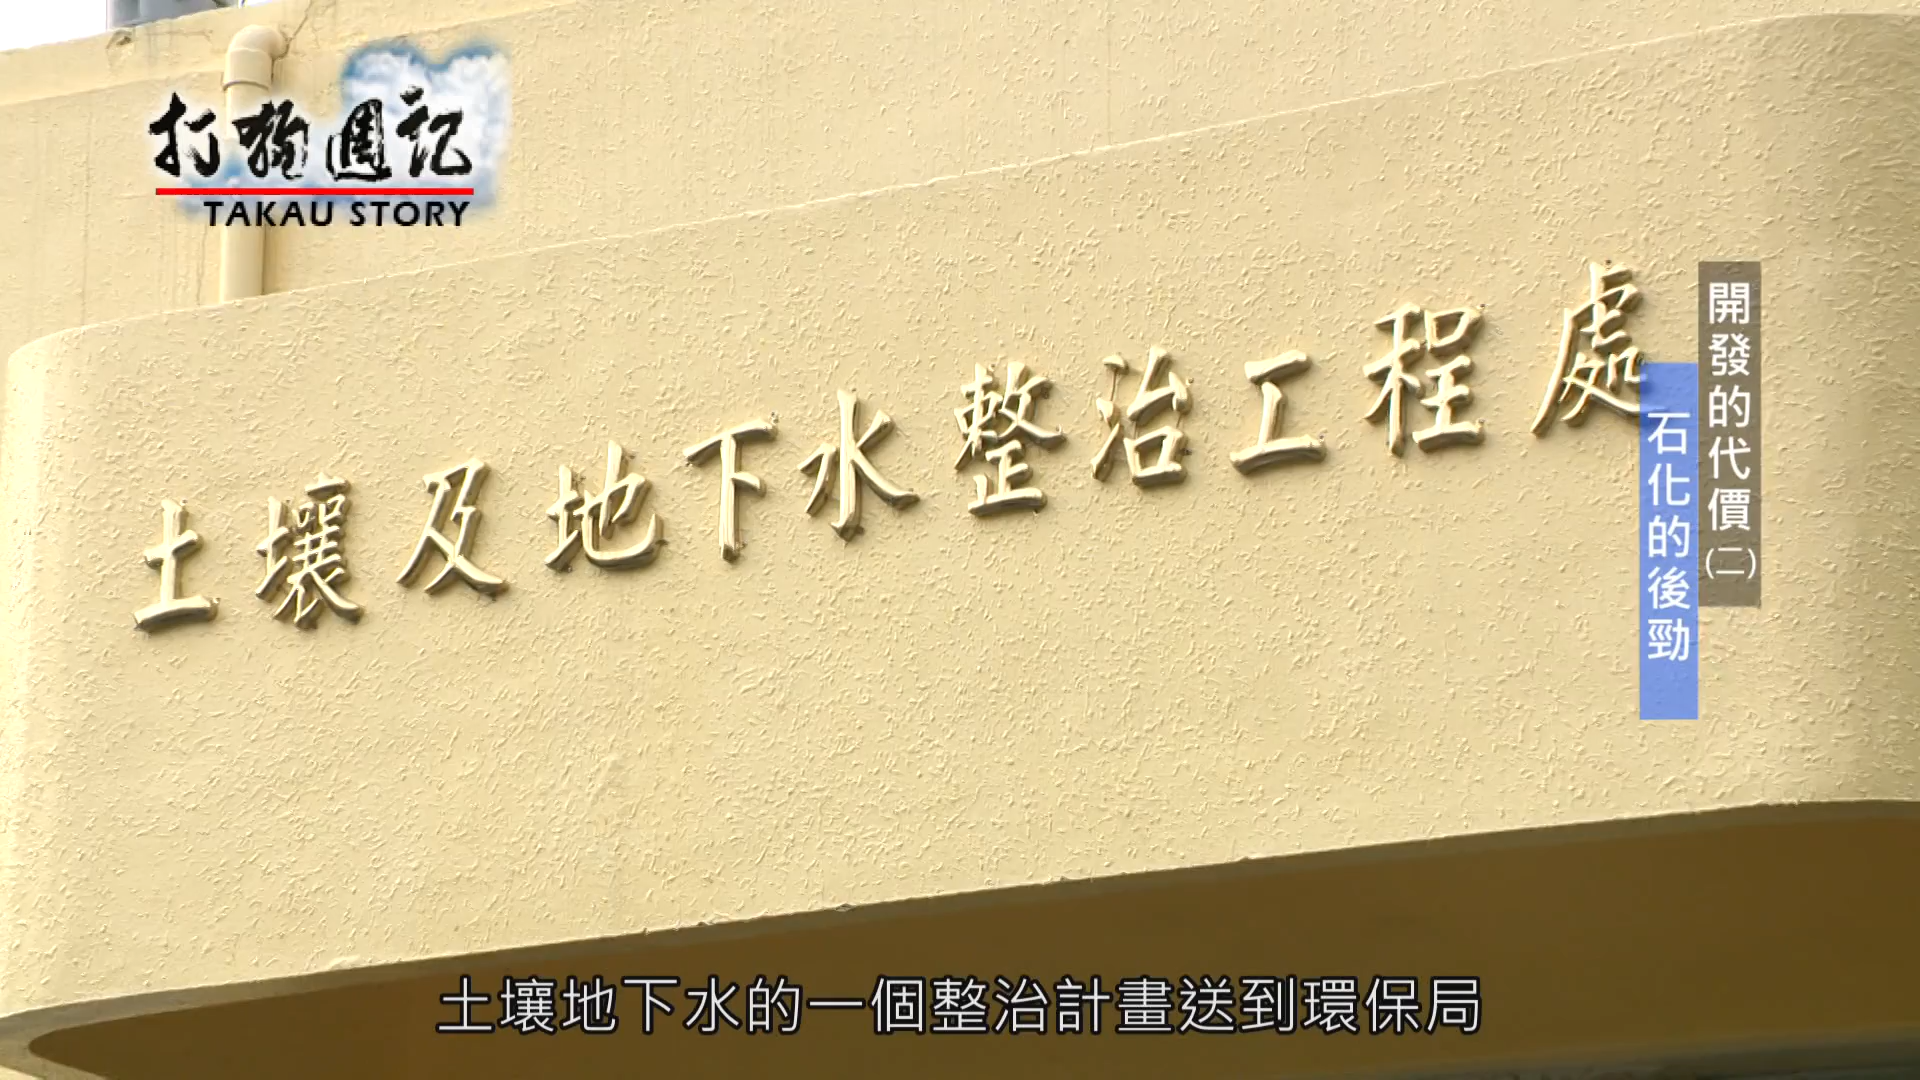 打狗週記
TAKAU STORY
土壤及地下水整治工程處
開發的代價(二)
石化的後勁
土壤地下水的一個整治計畫送到環保局